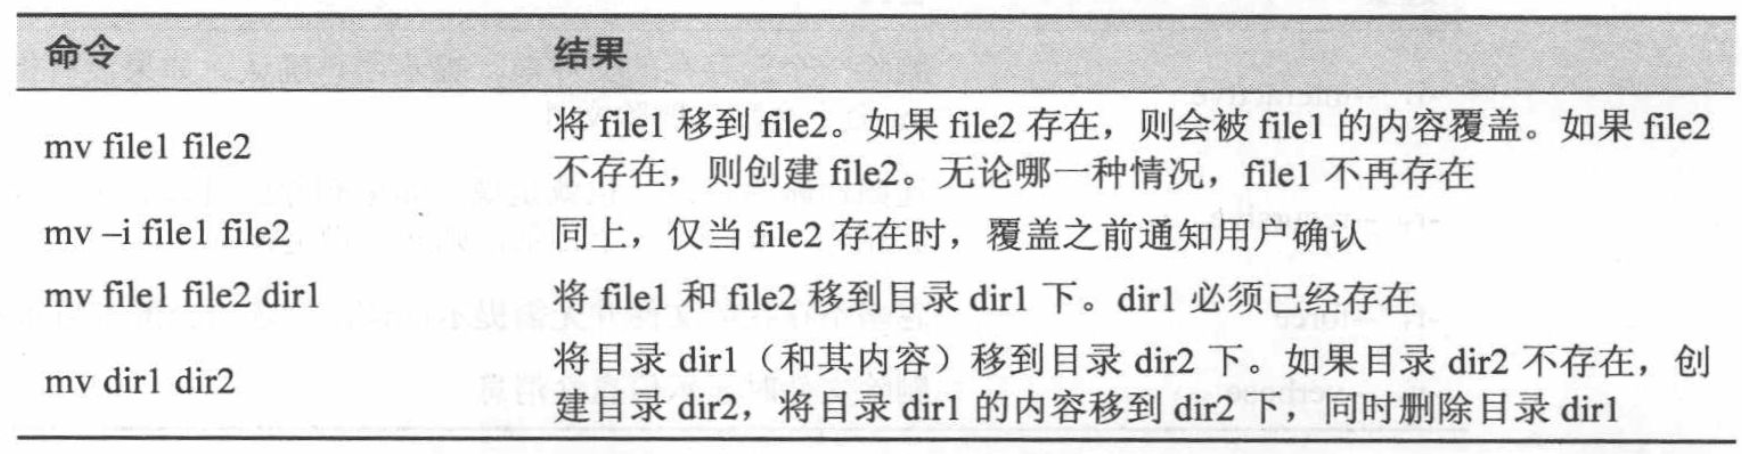 命令 结果
mv file1 file2
将 file1 移到 file2。如果 file2 存在，则会被 file1 的内容覆盖。如果 file2
不存在，则创建 file2。无论哪一种情况，file1 不再存在
mv –i file1 file2 同上，仅当 file2 存在时，覆盖之前通知用户确认
mv file1 file2 dir1 将 file1 和 file2 移到目录 dir1 下。dir1 必须已经存在
mv dir1 dir2
将目录 dir1（和其内容）移到目录 dir2 下。如果目录 dir2 不存在，创
建目录 dir2，将目录 dir1 的内容移到 dir2 下，同时删除目录 dir1